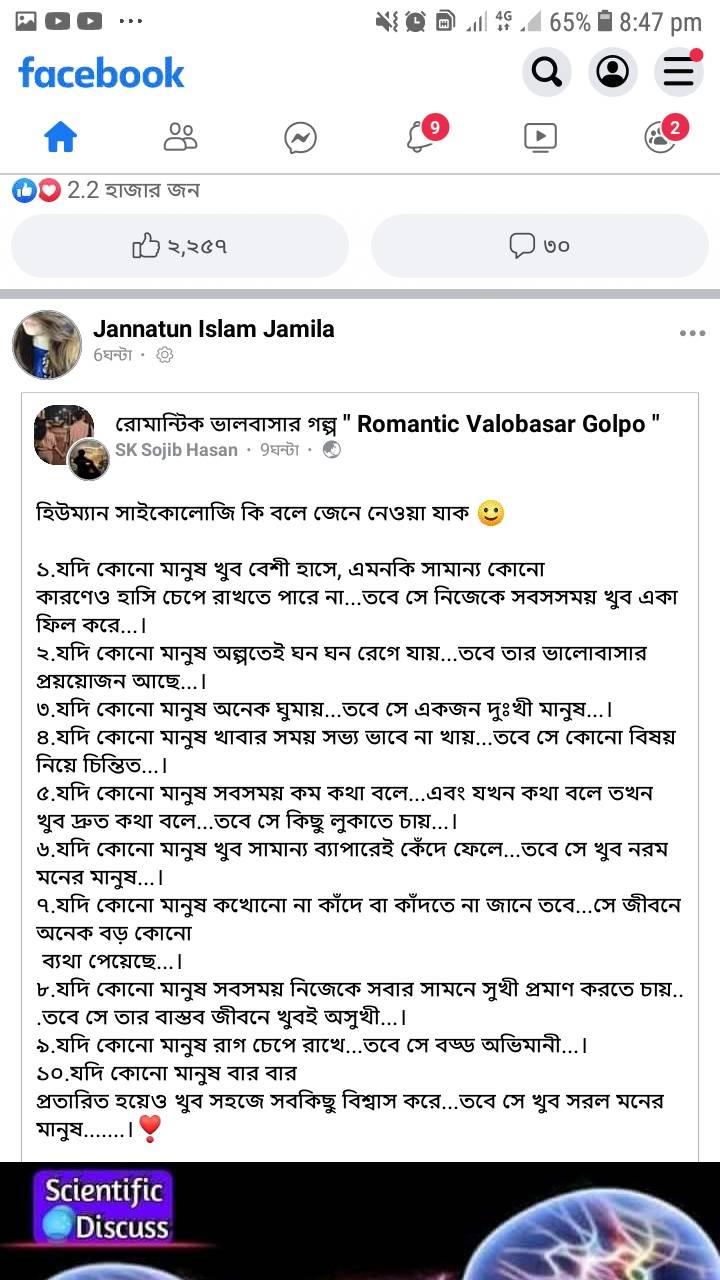 4G 65% 8:47 pm
facebook
9
2
2.2 হাজার জন
২,২৫৭
৩০
Jannatun Islam Jamila
6ঘন্টা ·
রোমান্টিক ভালবাসার গল্প " Romantic Valobasar Golpo "
SK Sojib Hasan · 9ঘন্টা ·
হিউম্যান সাইকোলোজি কি বলে জেনে নেওয়া যাক 🙂
১.যদি কোনো মানুষ খুব বেশী হাসে, এমনকি সামান্য কোনো
কারণেও হাসি চেপে রাখতে পারে না...তবে সে নিজেকে সবসসময় খুব একা
ফিল করে...।
২.যদি কোনো মানুষ অল্পতেই ঘন ঘন রেগে যায়...তবে তার ভালোবাসার
প্রয়য়োজন আছে...।
৩.যদি কোনো মানুষ অনেক ঘুমায়...তবে সে একজন দুঃখী মানুষ...।
৪.যদি কোনো মানুষ খাবার সময় সভ্য ভাবে না খায়...তবে সে কোনো বিষয়
নিয়ে চিন্তিত...।
৫.যদি কোনো মানুষ সবসময় কম কথা বলে...এবং যখন কথা বলে তখন
খুব দ্রুত কথা বলে...তবে সে কিছু লুকাতে চায়...।
৬.যদি কোনো মানুষ খুব সামান্য ব্যাপারেই কেঁদে ফেলে...তবে সে খুব নরম
মনের মানুষ...।
৭.যদি কোনো মানুষ কখোনো না কাঁদে বা কাঁদতে না জানে তবে...সে জীবনে
অনেক বড় কোনো
ব্যথা পেয়েছে...।
৮.যদি কোনো মানুষ সবসময় নিজেকে সবার সামনে সুখী প্রমাণ করতে চায়..
.তবে সে তার বাস্তব জীবনে খুবই অসুখী...।
৯.যদি কোনো মানুষ রাগ চেপে রাখে...তবে সে বড্ড অভিমানী...।
১০.যদি কোনো মানুষ বার বার
প্রতারিত হয়েও খুব সহজে সবকিছু বিশ্বাস করে...তবে সে খুব সরল মনের
মানুষ.......।❣️
Scientific
Discuss